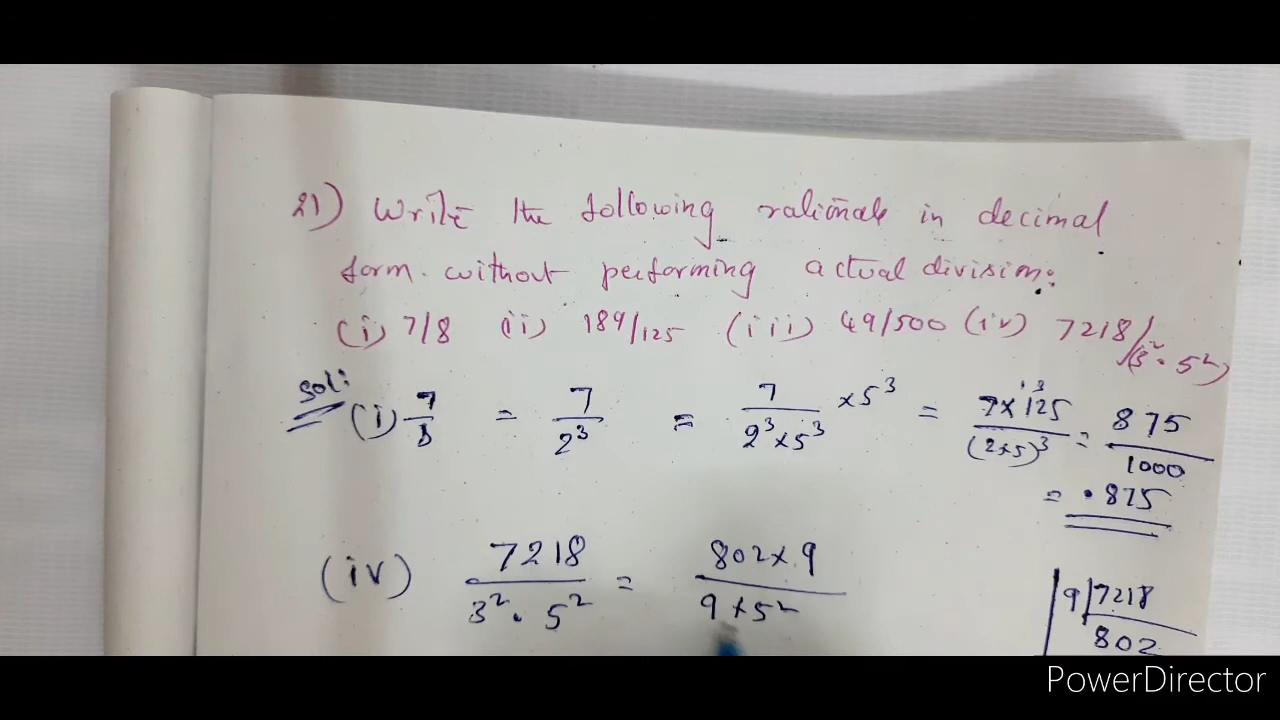 21) Write the following rationals in decimal
form without performing actual division:
(i) 7/8 (ii) 189/125 (iii) 49/500 (iv) 7218/(3². 5²)
Sol:
(i) 7/8 = 7/2³ = 7/2³×5³ ×5³ = 7×125/(2×5)³ = 875/1000
= .875
(iv) 7218/3². 5² = 802×9/9×5²
9 7218
802
PowerDirector